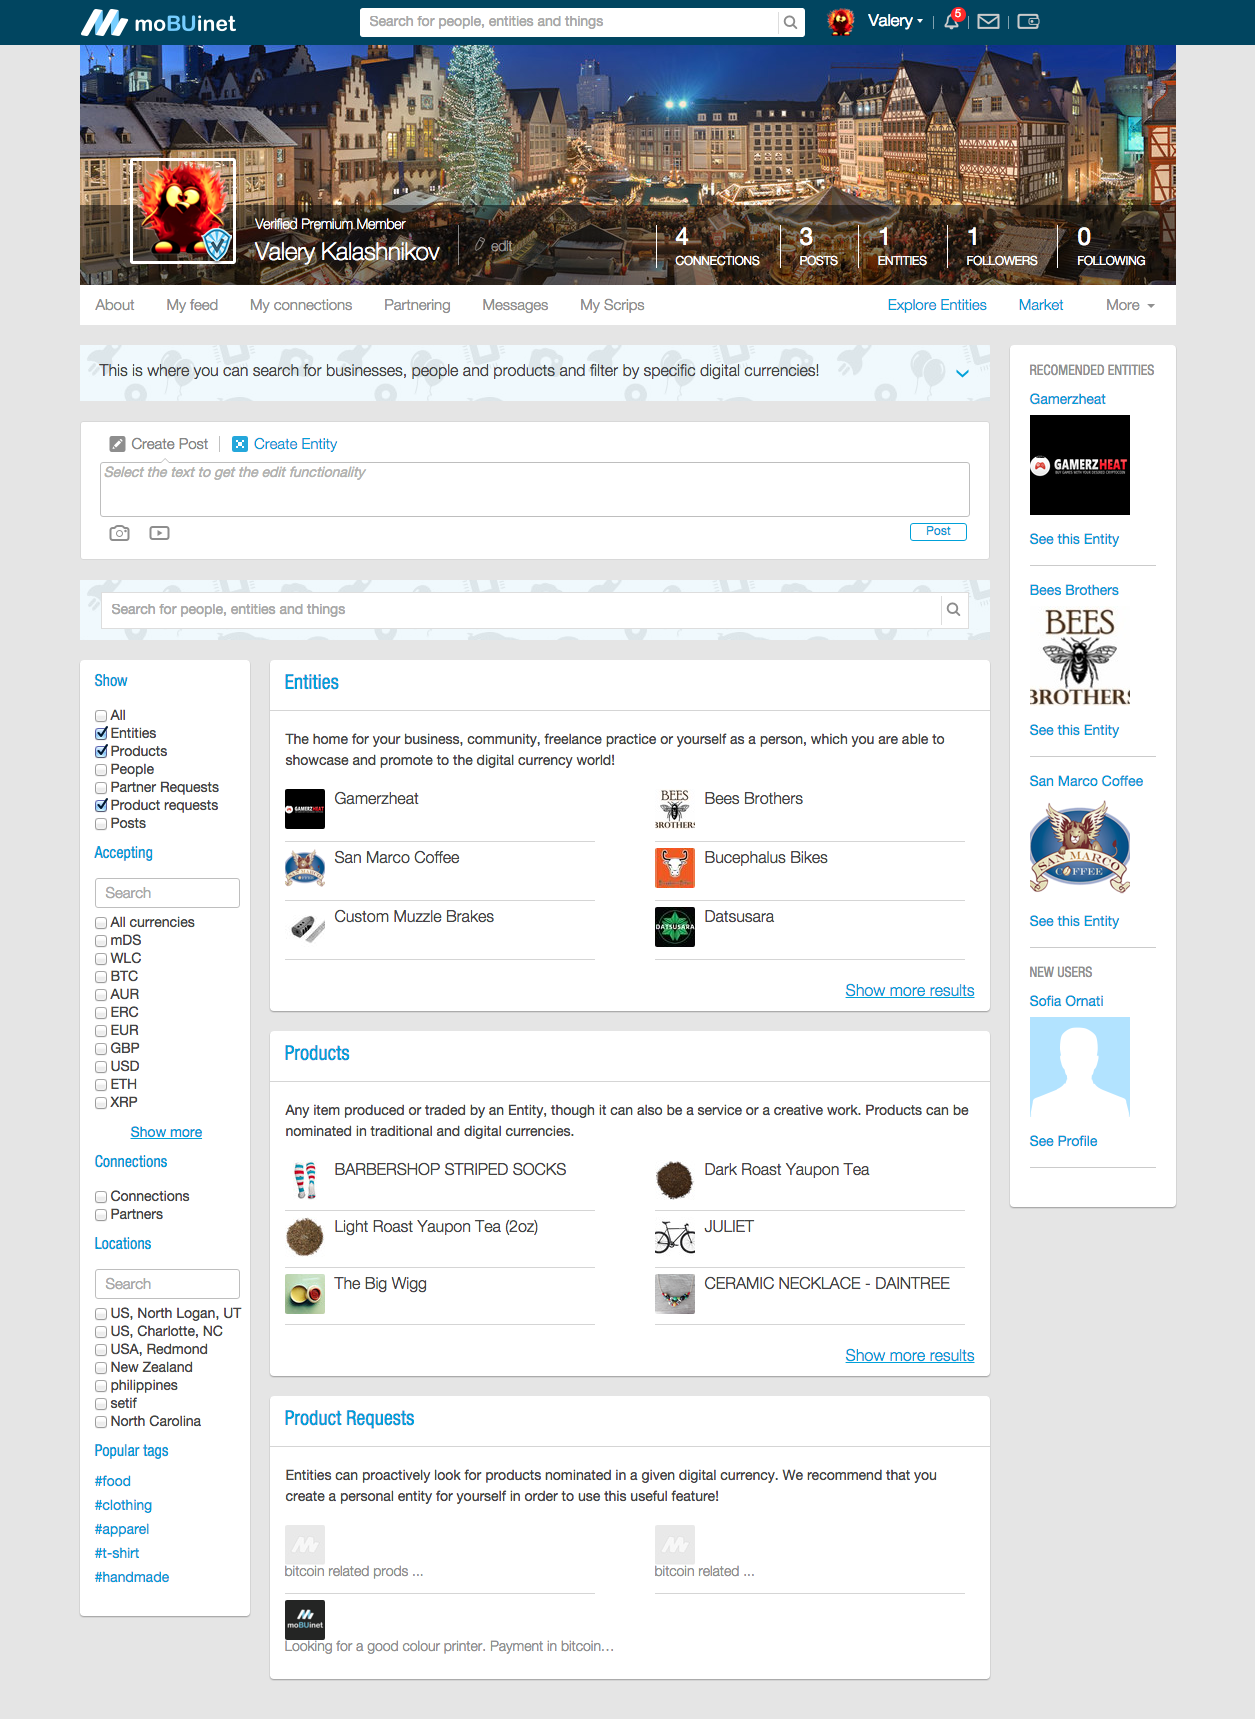 moBUinet
Search for people, entities and things
Valery
5
Verified Premium Member
Valery Kalashnikov
edit
4
CONNECTIONS
3
POSTS
1
ENTITIES
1
FOLLOWERS
0
FOLLOWING
About
My feed
My connections
Partnering
Messages
My Scrips
Explore Entities
Market
More
This is where you can search for businesses, people and products and filter by specific digital currencies!
Create Post
Create Entity
Select the text to get the edit functionality
Post
Search for people, entities and things
Show
All
Entities
Products
People
Partner Requests
Product requests
Posts
Accepting
Search
All currencies
mDS
WLC
BTC
AUR
ERC
EUR
GBP
USD
ETH
XRP
Show more
Connections
Connections
Partners
Locations
Search
US, North Logan, UT
US, Charlotte, NC
USA, Redmond
New Zealand
philippines
setif
North Carolina
Popular tags
#food
#clothing
#apparel
#t-shirt
#handmade
Entities
The home for your business, community, freelance practice or yourself as a person, which you are able to
showcase and promote to the digital currency world!
GAMERZHEAT
Gamerzheat
BEES
BROTHERS
Bees Brothers
San Marco Coffee
Bucephalus Bikes
Custom Muzzle Brakes
DATSUSARA
Datsusara
Show more results
Products
Any item produced or traded by an Entity, though it can also be a service or a creative work. Products can be
nominated in traditional and digital currencies.
BARBERSHOP STRIPED SOCKS
Dark Roast Yaupon Tea
Light Roast Yaupon Tea (2oz)
JULIET
The Big Wigg
CERAMIC NECKLACE - DAINTREE
Show more results
Product Requests
Entities can proactively look for products nominated in a given digital currency. We recommend that you
create a personal entity for yourself in order to use this useful feature!
bitcoin related prods ...
bitcoin related ...
moBUinet
Looking for a good colour printer. Payment in bitcoin...
RECOMENDED ENTITIES
Gamerzheat
GAMERZHEAT
BUY GAMES WITH YOUR DESIRED CRYPTOCOIN
See this Entity
Bees Brothers
BEES
BROTHERS
See this Entity
San Marco Coffee
SAN MARCO
COFFEE
See this Entity
NEW USERS
Sofia Ornati
See Profile